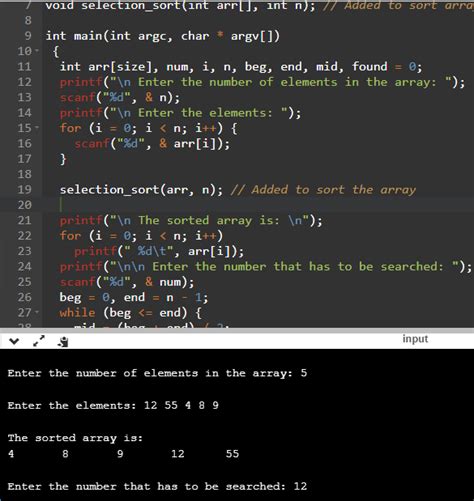 7 void selection_sort(int arr[], int n); // Added to sort arra
8
9 int main(int argc, char * argv[])
10 {
11 int arr[size], num, i, n, beg, end, mid, found = 0;
12 printf("\n Enter the number of elements in the array: ");
13 scanf("%d", & n);
14 printf("\n Enter the elements: ");
15 for (i = 0; i < n; i++) {
16 scanf("%d", & arr[i]);
17 }
18
19 selection_sort(arr, n); // Added to sort the array
20
21 printf("\n The sorted array is: \n");
22 for (i = 0; i < n; i++)
23 printf(" %d\t", arr[i]);
24 printf("\n\n Enter the number that has to be searched: ");
25 scanf("%d", & num);
26 beg = 0, end = n - 1;
27 while (beg <= end) {
28 mid = (beg + end) / 2;
input
Enter the number of elements in the array: 5
Enter the elements: 12 55 4 8 9
The sorted array is:
4 8 9 12 55
Enter the number that has to be searched: 12